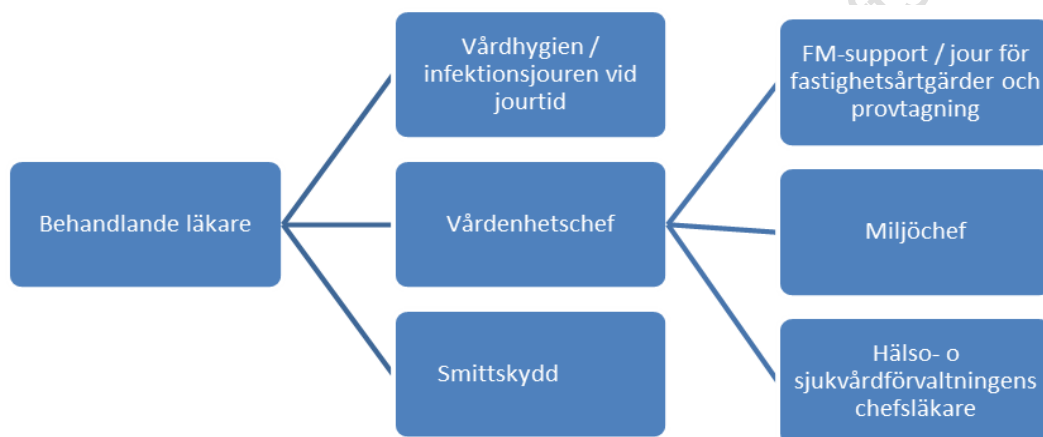 Vårdhygien /
infektionsjouren vid
jourtid
FM-support / jour för
fastighetsårtgärder och
provtagning
Behandlande läkare
Vårdenhetschef
Miljöchef
Smittskydd
Hälso- o
sjukvårdförvaltningens
chefsläkare